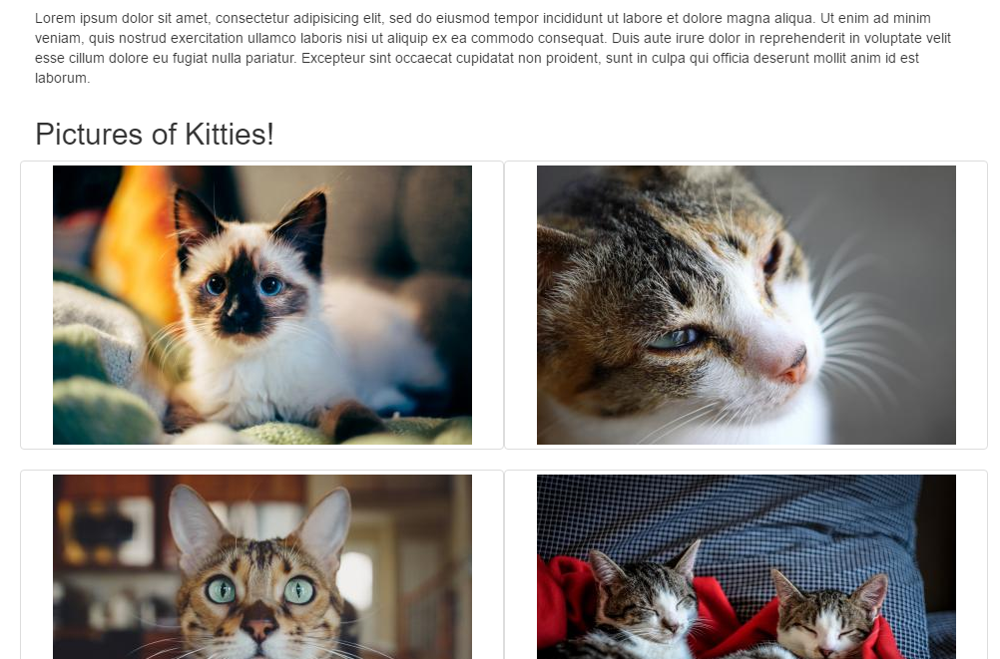 Lorem ipsum dolor sit amet, consectetur adipisicing elit, sed do eiusmod tempor incididunt ut labore et dolore magna aliqua. Ut enim ad minim
veniam, quis nostrud exercitation ullamco laboris nisi ut aliquip ex ea commodo consequat. Duis aute irure dolor in reprehenderit in voluptate velit
esse cillum dolore eu fugiat nulla pariatur. Excepteur sint occaecat cupidatat non proident, sunt in culpa qui officia deserunt mollit anim id est
laborum.
Pictures of Kitties!